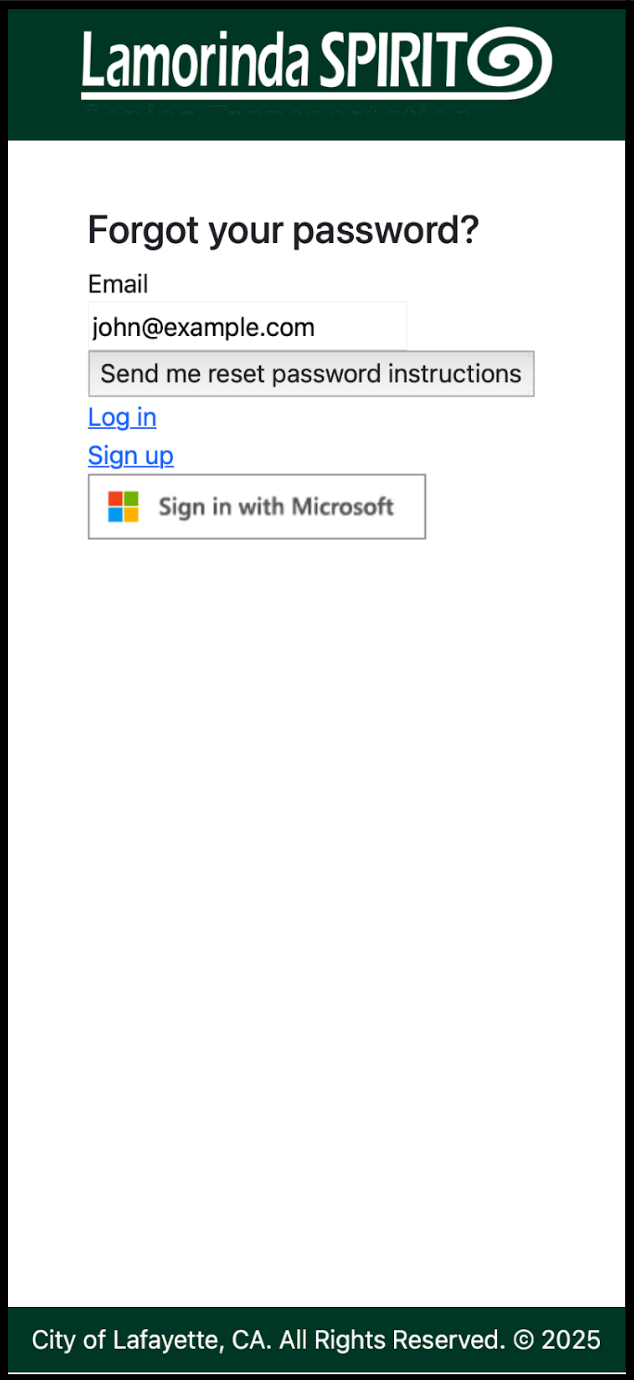 Lamorinda SPIRIT
Forgot your password?
Email
john@example.com
Send me reset password instructions
Log in
Sign up
Sign in with Microsoft
City of Lafayette, CA. All Rights Reserved. © 2025